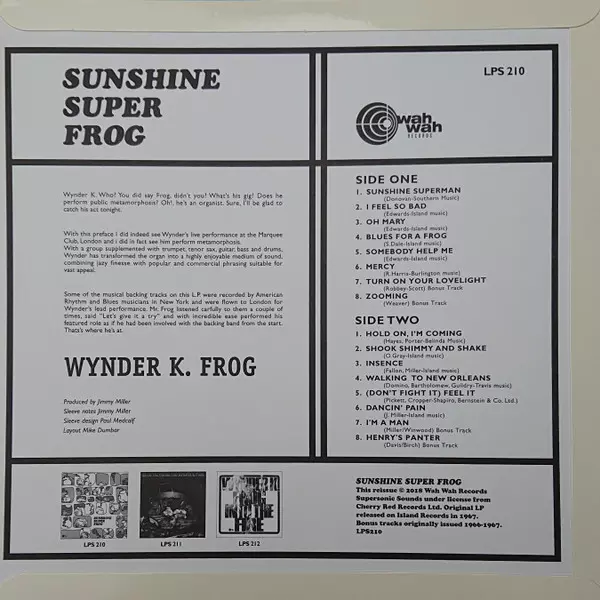 SUNSHINE
SUPER
FROG
LPS 210
wah
wah
RECORDS
Wynder K. Who? You did say Frog, didn't you? What's his gig? Does he
perform public metamorphosis? Oh!, he's an organist. Sure, I'll be glad to
catch his act tonight.
With this preface I did indeed see Wynder's live performance at the Marquee
Club, London and i did in fact see him perform metamorphosis.
With a group supplemented with trumpet, tenor sax, guitar, bass and drums,
Wynder has transformed the organ into a highly enjoyable medium of sound,
combining jazy finesse with popular and commercial phrasing suitable for
vast appeal.
Some of the musical backing tracks on this L.P. were recorded by American
Rhythm and Blues musicians in New York and were flown to London for
Wynder's lead performance. Mr. Frog listened carfully to them a couple of
times, said "Let's give it a try" and with incredible ease performed his
featured role as if he had been involved with the backing band from the start.
Thats's where he's at.
WYNDER K. FROG
Produced by Jimmy Miller
Sleeve notes Jimmy Miller
Sleeve design Paul Medcalf
Layout Mike Dunbar
SIDE ONE
1. SUNSHINE SUPERMAN
(Donovan-Southern Music)
2. I FEEL SO BAD
(Edwards-Island music)
3. OH MARY
(Edwards-Island music)
4. BLUES FOR A FROG
(S.Dale-Island music)
5. SOMEBODY HELP ME
(Edwards-Island music)
6. MERCY
(R.Harris-Burlington music)
7. TURN ON YOUR LOVELIGHT
(Robbey-Scott) Bonus Track
8. ZOOMING
(Weaver) Bonus Track
SIDE TWO
1. HOLD ON, I'M COMING
(Hayes, Porter-Belinda Music)
2. SHOOK SHIMMY AND SHAKE
(O.Gray-Island music)
3. INSENCE
(Fallon, Miller-Island music)
4. WALKING TO NEW ORLEANS
(Domino, Bartholomew, Guildry-Travis music)
5. (DON'T FIGHT IT) FEEL IT
(Pickett, Cropper-Shapiro, Bernstein & Co. Ltd.)
6. DANCIN' PAIN
(J. Miller-Island music)
7. I'M A MAN
(Miller/Winwood) Bonus Track
8. HENRY'S PANTER
(Davis/Birch) Bonus Track
LPS 210
LPS 211
LPS 212
SUNSHINE SUPER FROG
This reissue © 2018 Wah Wah Records
Supersonic Sounds under license from
Cherry Red Records Ltd. Original LP
released on Island Records in 1967.
Bonus tracks originally issued 1966-1967.
LPS210